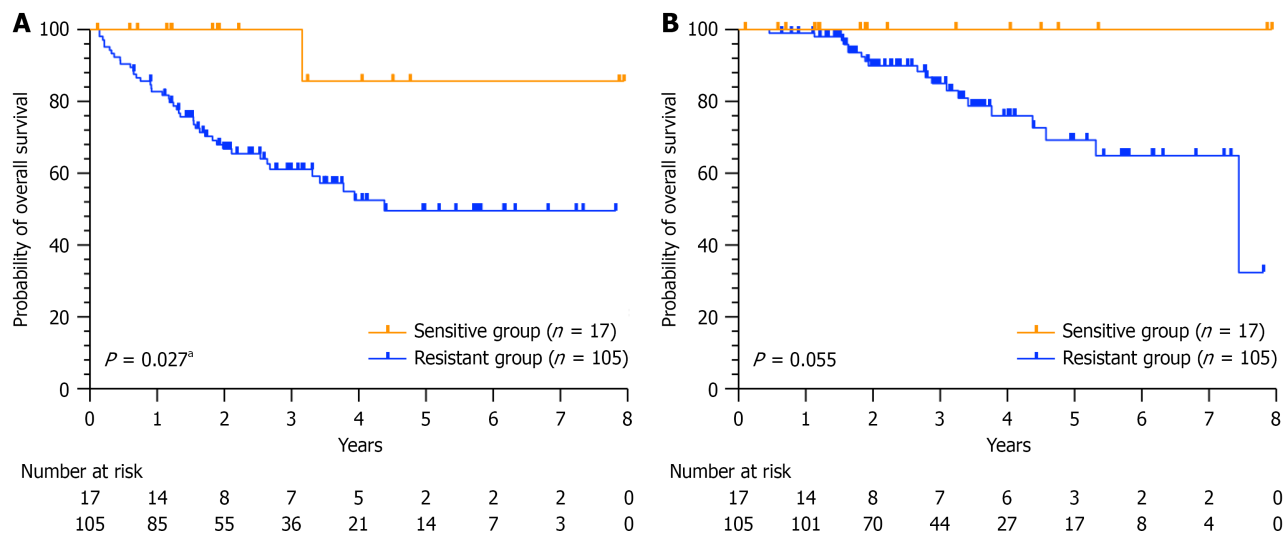 A
Probability of overall survival
100
80
60
40
20
0
Sensitive group (n = 17)
Resistant group (n = 105)
P = 0.027ᵃ
0 1 2 3 4 5 6 7 8
Years
Number at risk
17 14 8 7 5 2 2 2 0
105 85 55 36 21 14 7 3 0
B
Probability of overall survival
100
80
60
40
20
0
Sensitive group (n = 17)
Resistant group (n = 105)
P = 0.055
0 1 2 3 4 5 6 7 8
Years
Number at risk
17 14 8 7 6 3 2 2 0
105 101 70 44 27 17 8 4 0